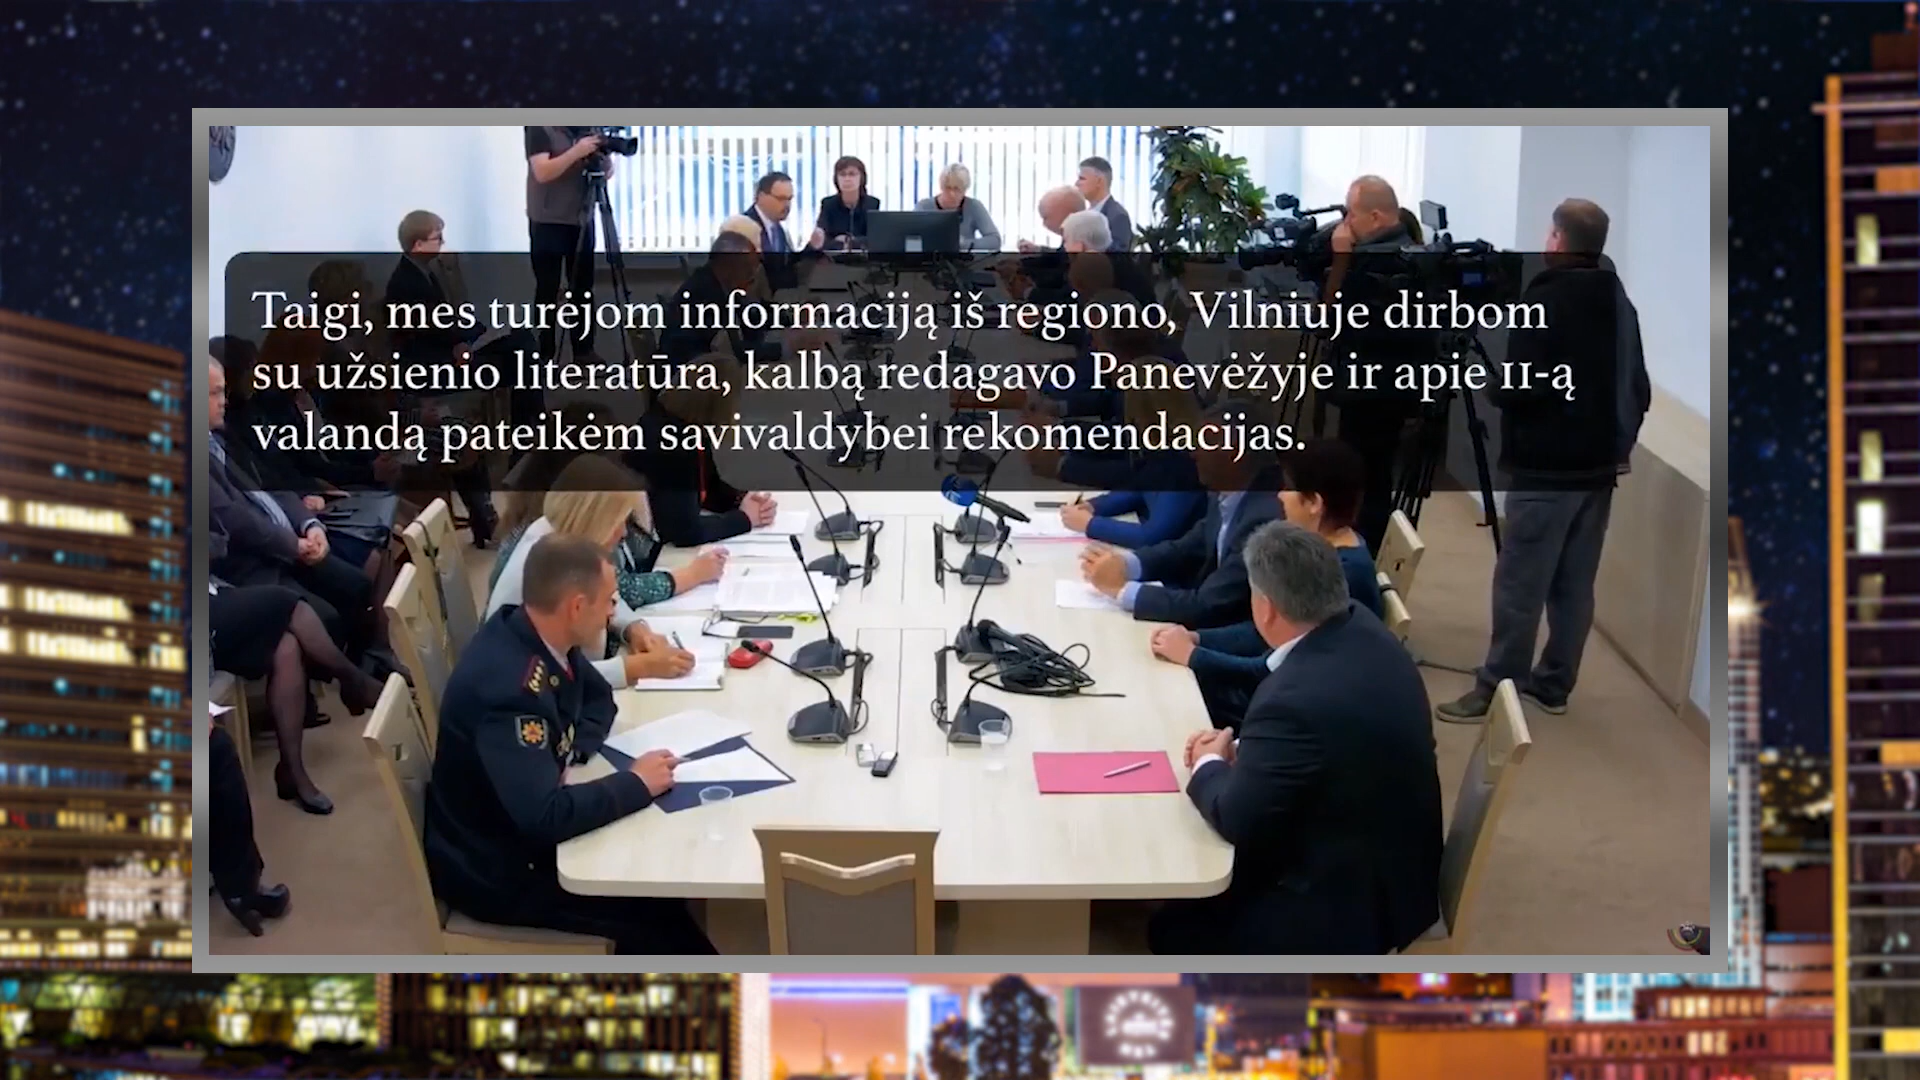 Taigi, mes turėjom informaciją iš regiono, Vilniuje dirbom
su užsienio literatūra, kalbą redagavo Panevėžyje ir apie 11-ą
valandą pateikėm savivaldybei rekomendacijas.